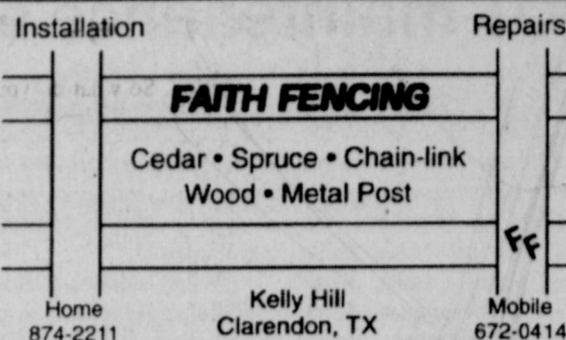 Installation Repairs
FAITH FENCING
Cedar • Spruce • Chain-link
Wood • Metal Post
FF
Home Kelly Hill Mobile
874-2211 Clarendon, TX 672-0414